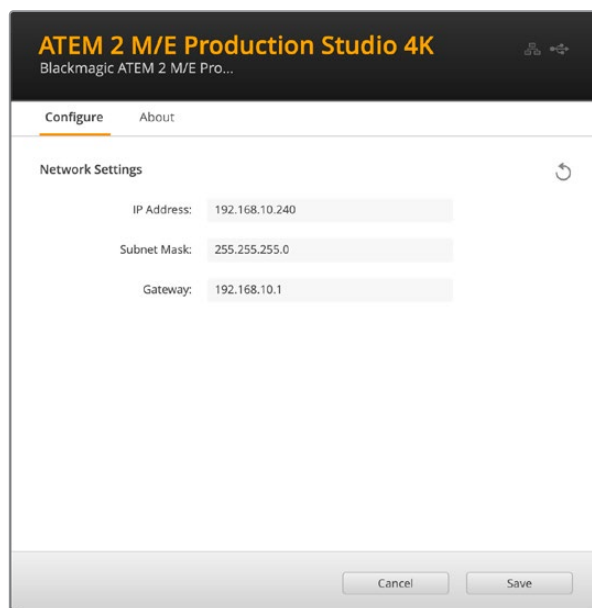 ATEM 2 M/E Production Studio 4K
Blackmagic ATEM 2 M/E Pro...
Configure About
Network Settings
IP Address: 192.168.10.240
Subnet Mask: 255.255.255.0
Gateway: 192.168.10.1
Cancel Save